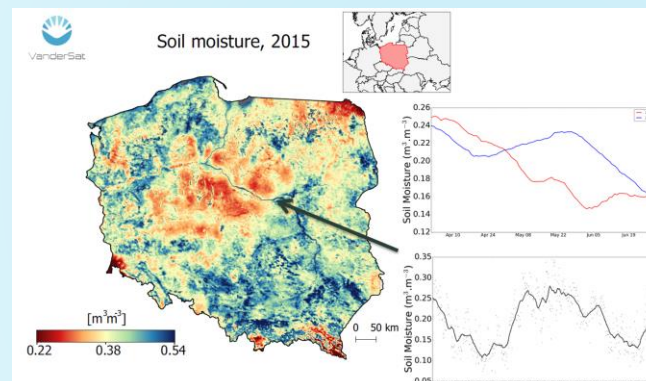 VanderSat
Soil moisture, 2015
[m³m⁻³]
0.22 0.38 0.54
0 50 km
Soil Moisture (m³.m⁻³)
0.26
0.24
0.22
0.20
0.18
0.16
0.14
0.12
Apr 10 Apr 24 May 08 May 22 Jun 05 Jun 19
Soil Moisture (m³.m⁻³)
0.35
0.30
0.25
0.20
0.15
0.10
0.05